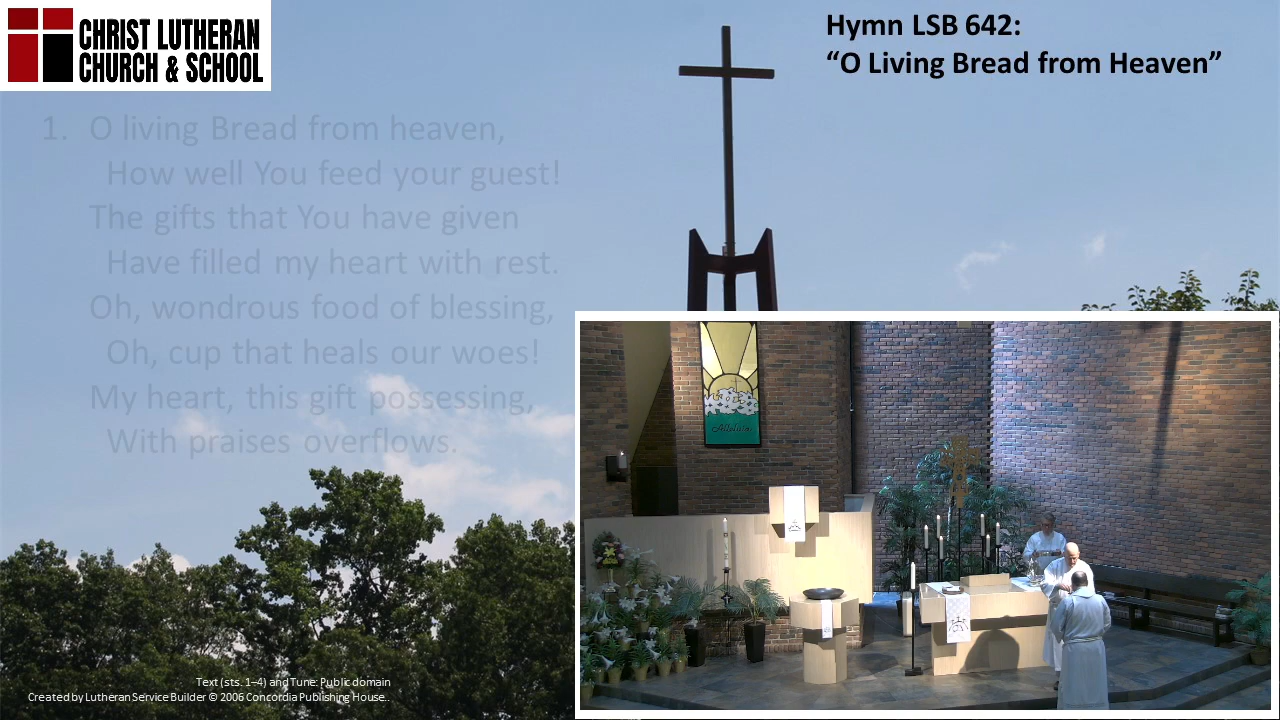 CHRIST LUTHERAN
CHURCH & SCHOOL
Hymn LSB 642:
“O Living Bread from Heaven”
1. O living Bread from heaven,
How well You feed your guest!
The gifts that You have given
Have filled my heart with rest.
Oh, wondrous food of blessing,
Oh, cup that heals our woes!
My heart, this gift possessing,
With praises overflows.
Alleluia.
Text (sts. 1–4) and Tune: Public domain
Created by Lutheran Service Builder © 2006 Concordia Publishing House..